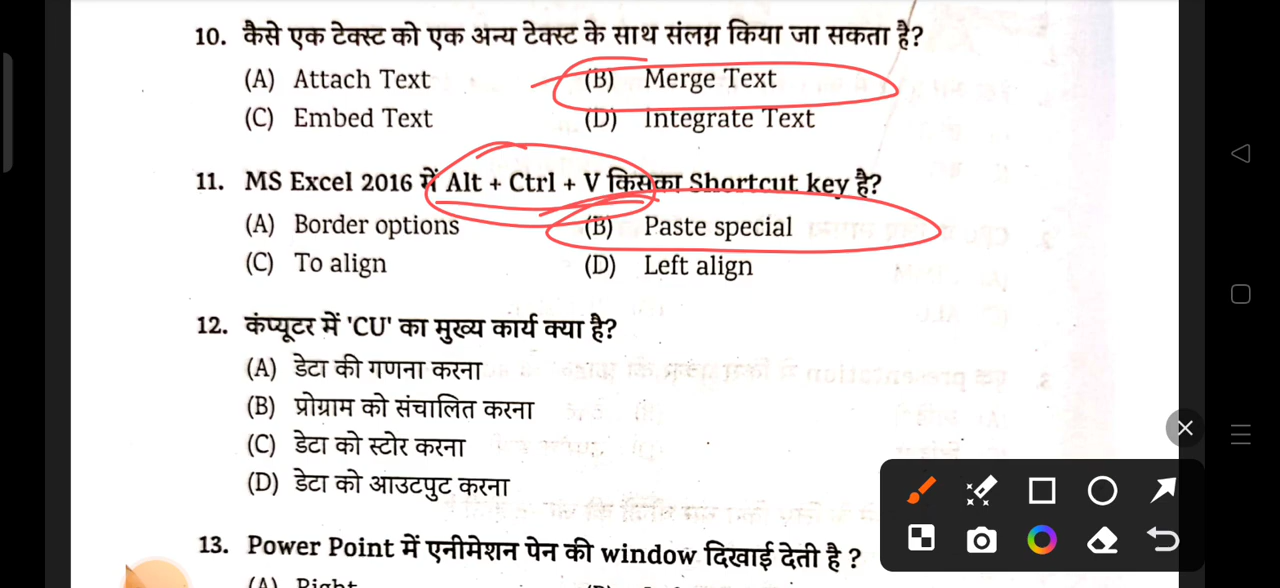 10. कैसे एक टेक्स्ट को एक अन्य टेक्स्ट के साथ संलग्न किया जा सकता है?
(A) Attach Text (B) Merge Text
(C) Embed Text (D) Integrate Text
11. MS Excel 2016 में Alt + Ctrl + V किसका Shortcut key है?
(A) Border options (B) Paste special
(C) To align (D) Left align
12. कंप्यूटर में 'CU' का मुख्य कार्य क्या है?
(A) डेटा की गणना करना
(B) प्रोग्राम को संचालित करना
(C) डेटा को स्टोर करना
(D) डेटा को आउटपुट करना
13. Power Point में एनीमेशन पेन की window दिखाई देती है ?
(A) Right